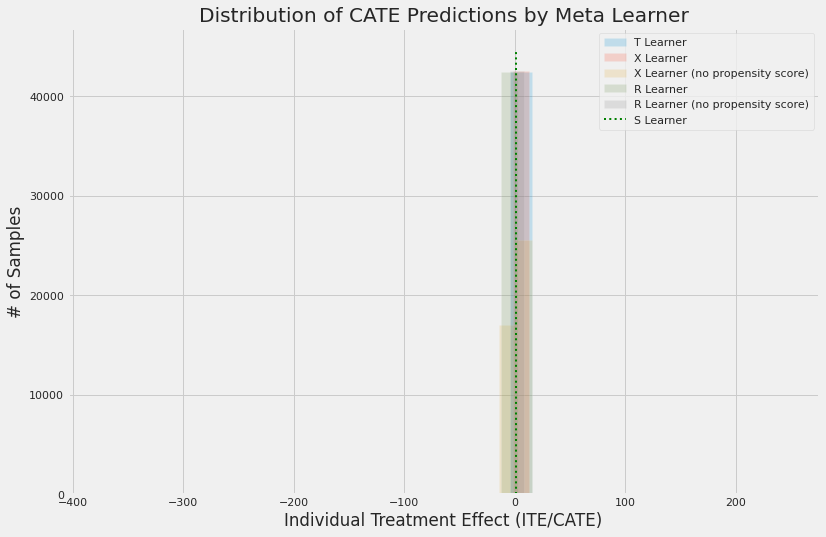 Distribution of CATE Predictions by Meta Learner
T Learner
X Learner
X Learner (no propensity score)
R Learner
R Learner (no propensity score)
S Learner
# of Samples
40000
30000
20000
10000
0
−400
−300
−200
−100
0
100
200
Individual Treatment Effect (ITE/CATE)